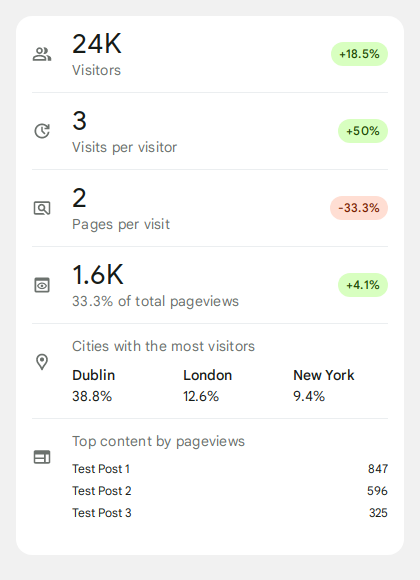 24K
+18.5%
Visitors
3
+50%
Visits per visitor
2
-33.3%
Pages per visit
1.6K
+4.1%
33.3% of total pageviews
Cities with the most visitors
Dublin London New York
38.8% 12.6% 9.4%
Top content by pageviews
Test Post 1 847
Test Post 2 596
Test Post 3 325